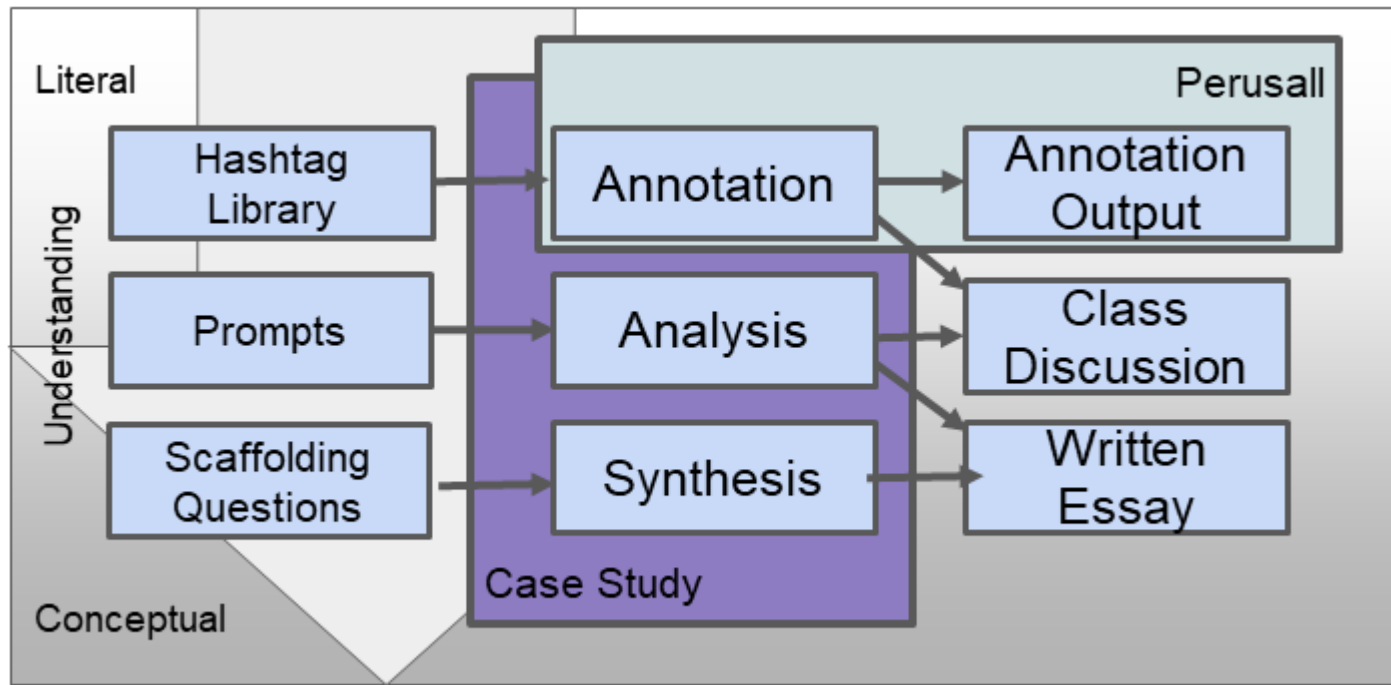 Literal
Perusall
Hashtag
Library
Annotation
Annotation
Output
Understanding
Prompts
Analysis
Class
Discussion
Scaffolding
Questions
Synthesis
Written
Essay
Case Study
Conceptual